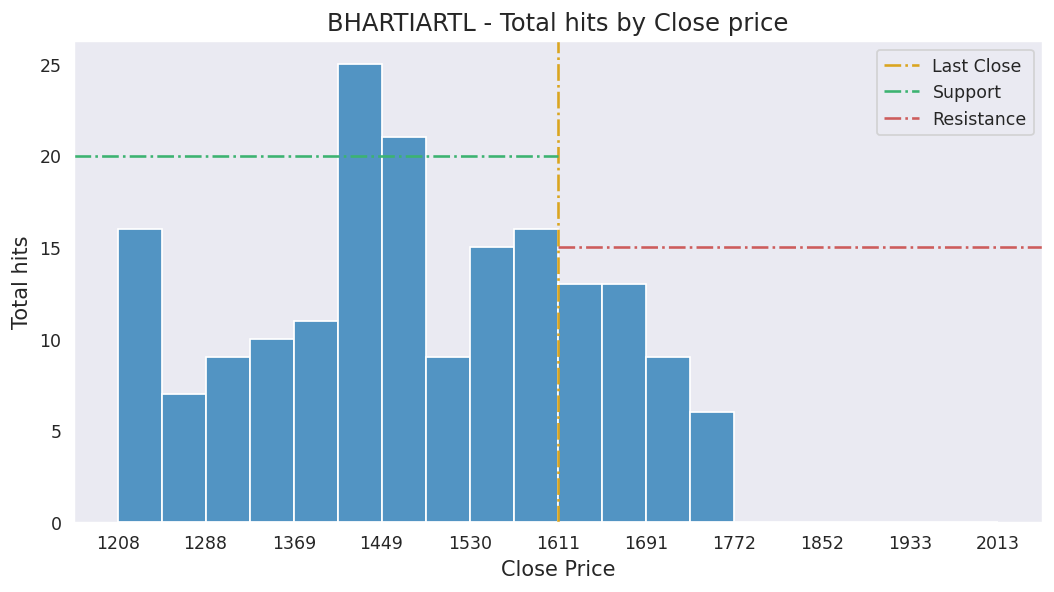 BHARTIARTL - Total hits by Close price
Last Close
Support
Resistance
Total hits
25
20
15
10
5
0
1208 1288 1369 1449 1530 1611 1691 1772 1852 1933 2013
Close Price